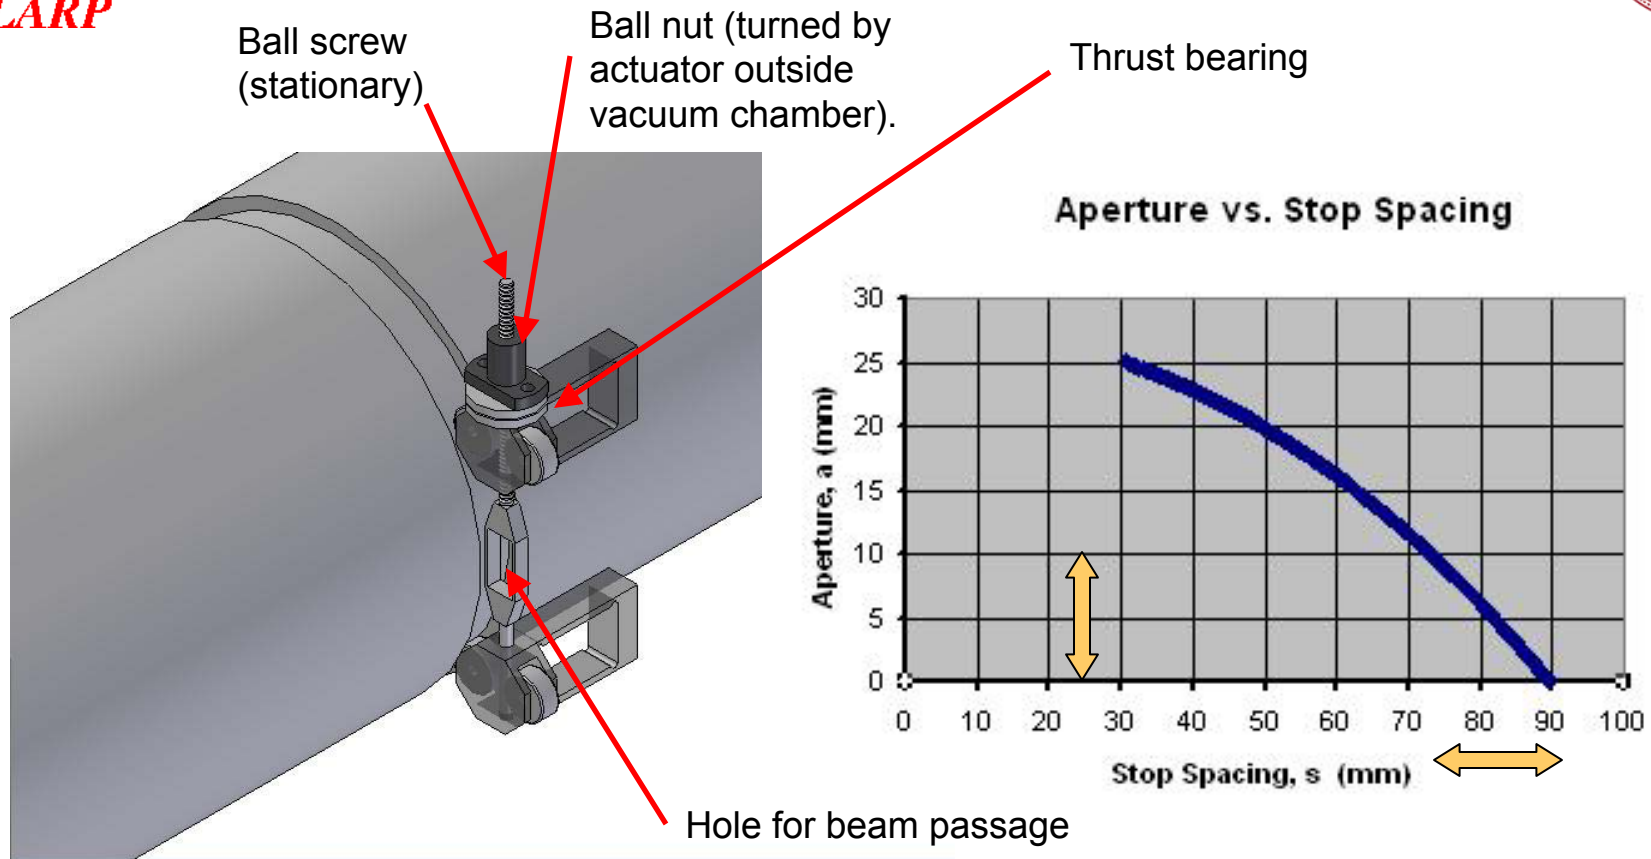 LARP
Ball screw
(stationary)
Ball nut (turned by
actuator outside
vacuum chamber).
Thrust bearing
Aperture vs. Stop Spacing
Aperture, a (mm)
30
25
20
15
10
5
0
0 10 20 30 40 50 60 70 80 90 100
Stop Spacing, s (mm)
Hole for beam passage